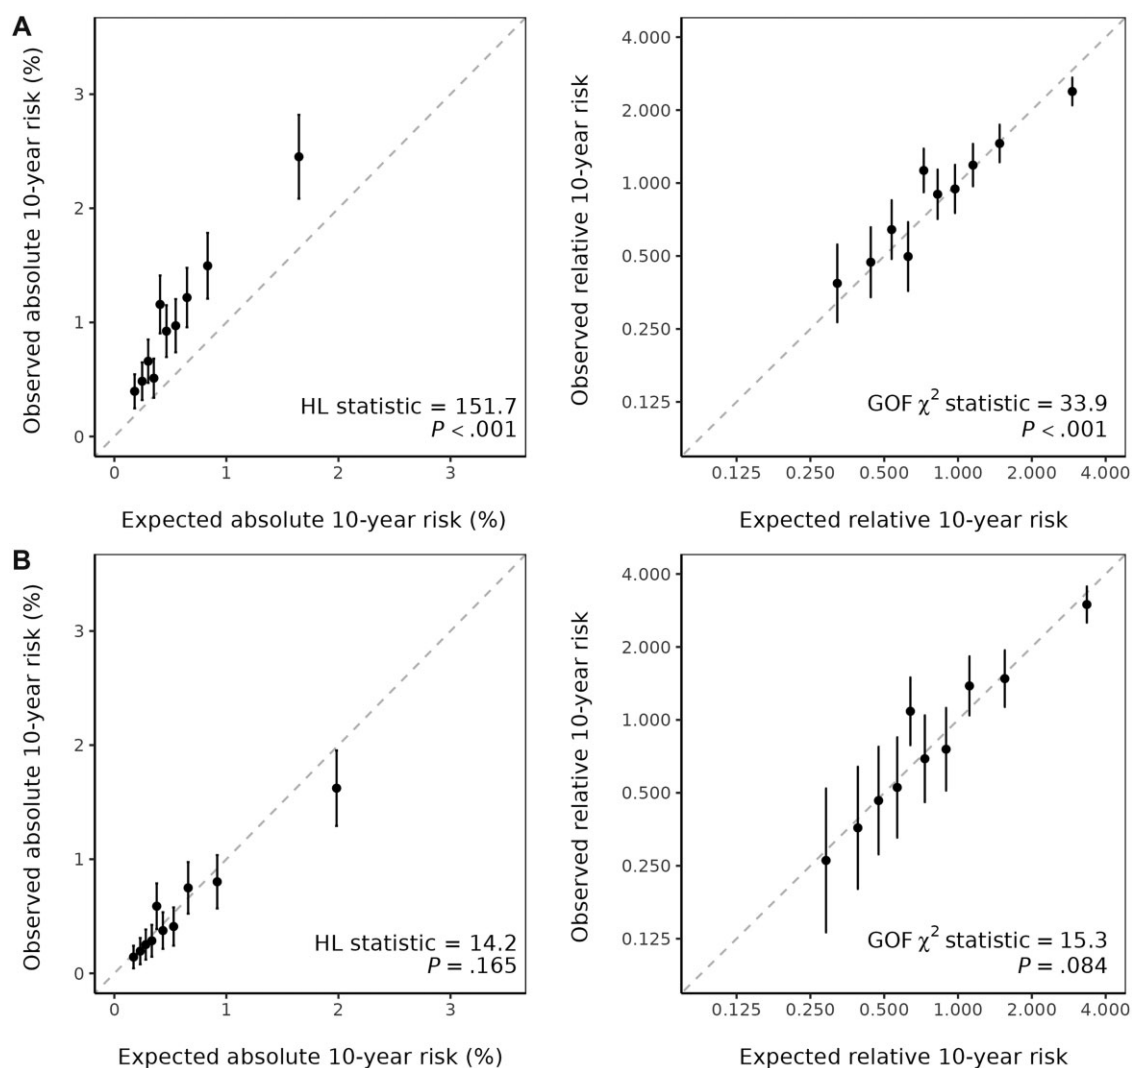 A
Observed absolute 10-year risk (%)
3
2
1
0
HL statistic = 151.7
P < .001
0 1 2 3
Expected absolute 10-year risk (%)
Observed relative 10-year risk
4.000
2.000
1.000
0.500
0.250
0.125
GOF χ² statistic = 33.9
P < .001
0.125 0.250 0.500 1.000 2.000 4.000
Expected relative 10-year risk
B
Observed absolute 10-year risk (%)
3
2
1
0
HL statistic = 14.2
P = .165
0 1 2 3
Expected absolute 10-year risk (%)
Observed relative 10-year risk
4.000
2.000
1.000
0.500
0.250
0.125
GOF χ² statistic = 15.3
P = .084
0.125 0.250 0.500 1.000 2.000 4.000
Expected relative 10-year risk